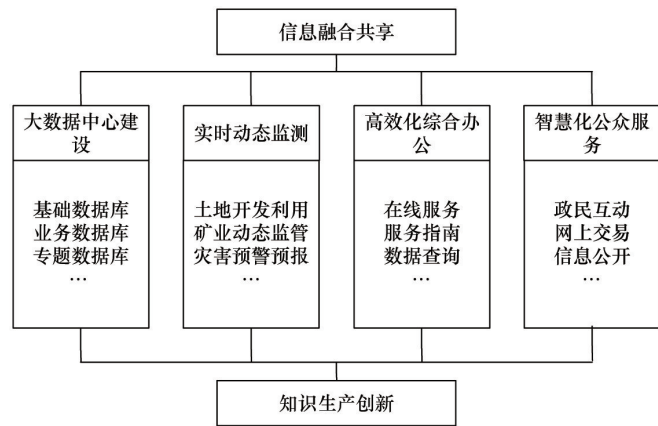 信息融合共享
大数据中心建
设
基础数据库
业务数据库
专题数据库
…
实时动态监测
土地开发利用
矿业动态监管
灾害预警预报
…
高效化综合办
公
在线服务
服务指南
数据查询
…
智慧化公众服
务
政民互动
网上交易
信息公开
…
知识生产创新